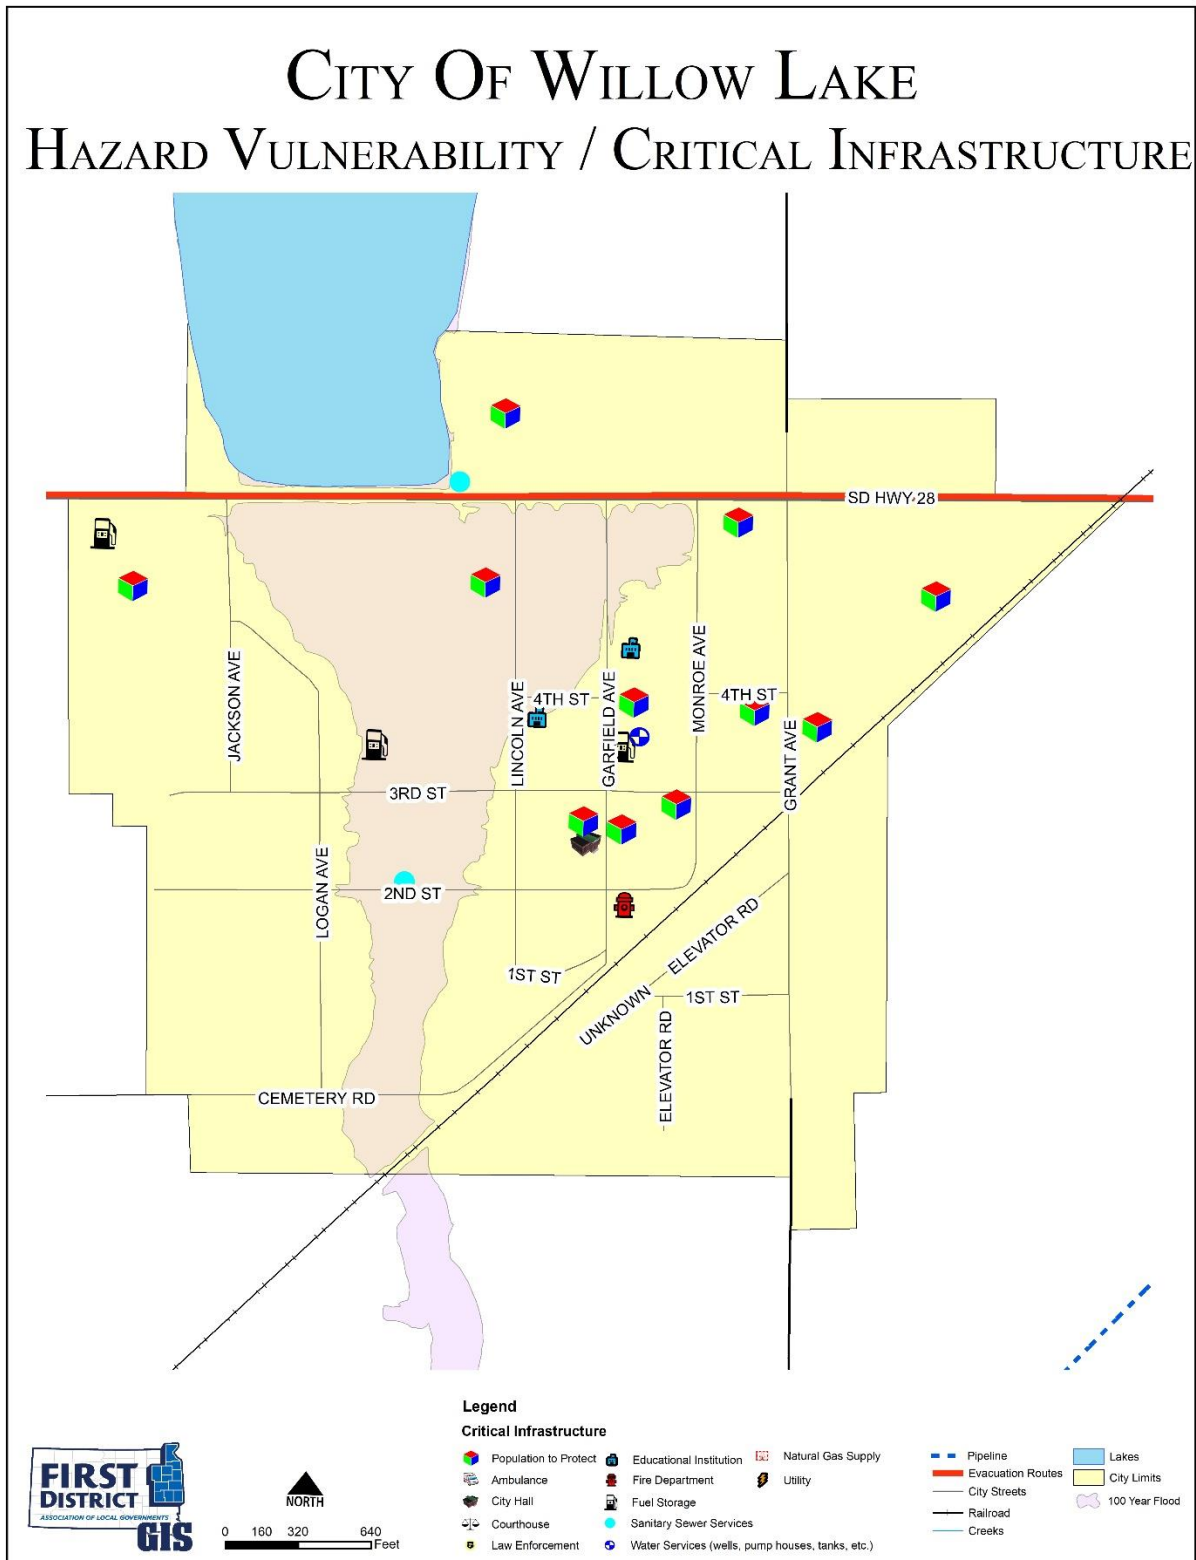 CITY OF WILLOW LAKE
HAZARD VULNERABILITY / CRITICAL INFRASTRUCTURE
SD HWY 28
JACKSON AVE
LINCOLN AVE
4TH ST
GARFIELD AVE
MONROE AVE
4TH ST
GRANT AVE
3RD ST
LOGAN AVE
2ND ST
1ST ST
ELEVATOR RD
UNKNOWN
1ST ST
ELEVATOR RD
CEMETERY RD
Legend
Critical Infrastructure
Population to Protect
Ambulance
City Hall
Courthouse
Law Enforcement
Educational Institution
Fire Department
Fuel Storage
Sanitary Sewer Services
Water Services (wells, pump houses, tanks, etc.)
Natural Gas Supply
Utility
Pipeline
Evacuation Routes
City Streets
Railroad
Creeks
Lakes
City Limits
100 Year Flood
FIRST
DISTRICT
ASSOCIATION OF LOCAL GOVERNMENTS
GIS
NORTH
0 160 320 640
Feet